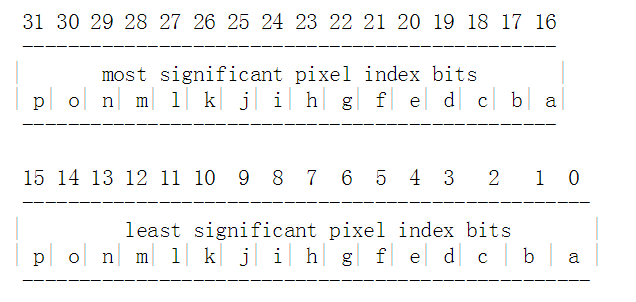 31 30 29 28 27 26 25 24 23 22 21 20 19 18 17 16
-----------------------------------------------
| most significant pixel index bits |
| p| o| n| m| l| k| j| i| h| g| f| e| d| c| b| a|
-----------------------------------------------
15 14 13 12 11 10 9 8 7 6 5 4 3 2 1 0
--------------------------------------------------
| least significant pixel index bits |
| p| o| n| m| l| k| j| i| h| g| f| e| d| c | b | a |
--------------------------------------------------